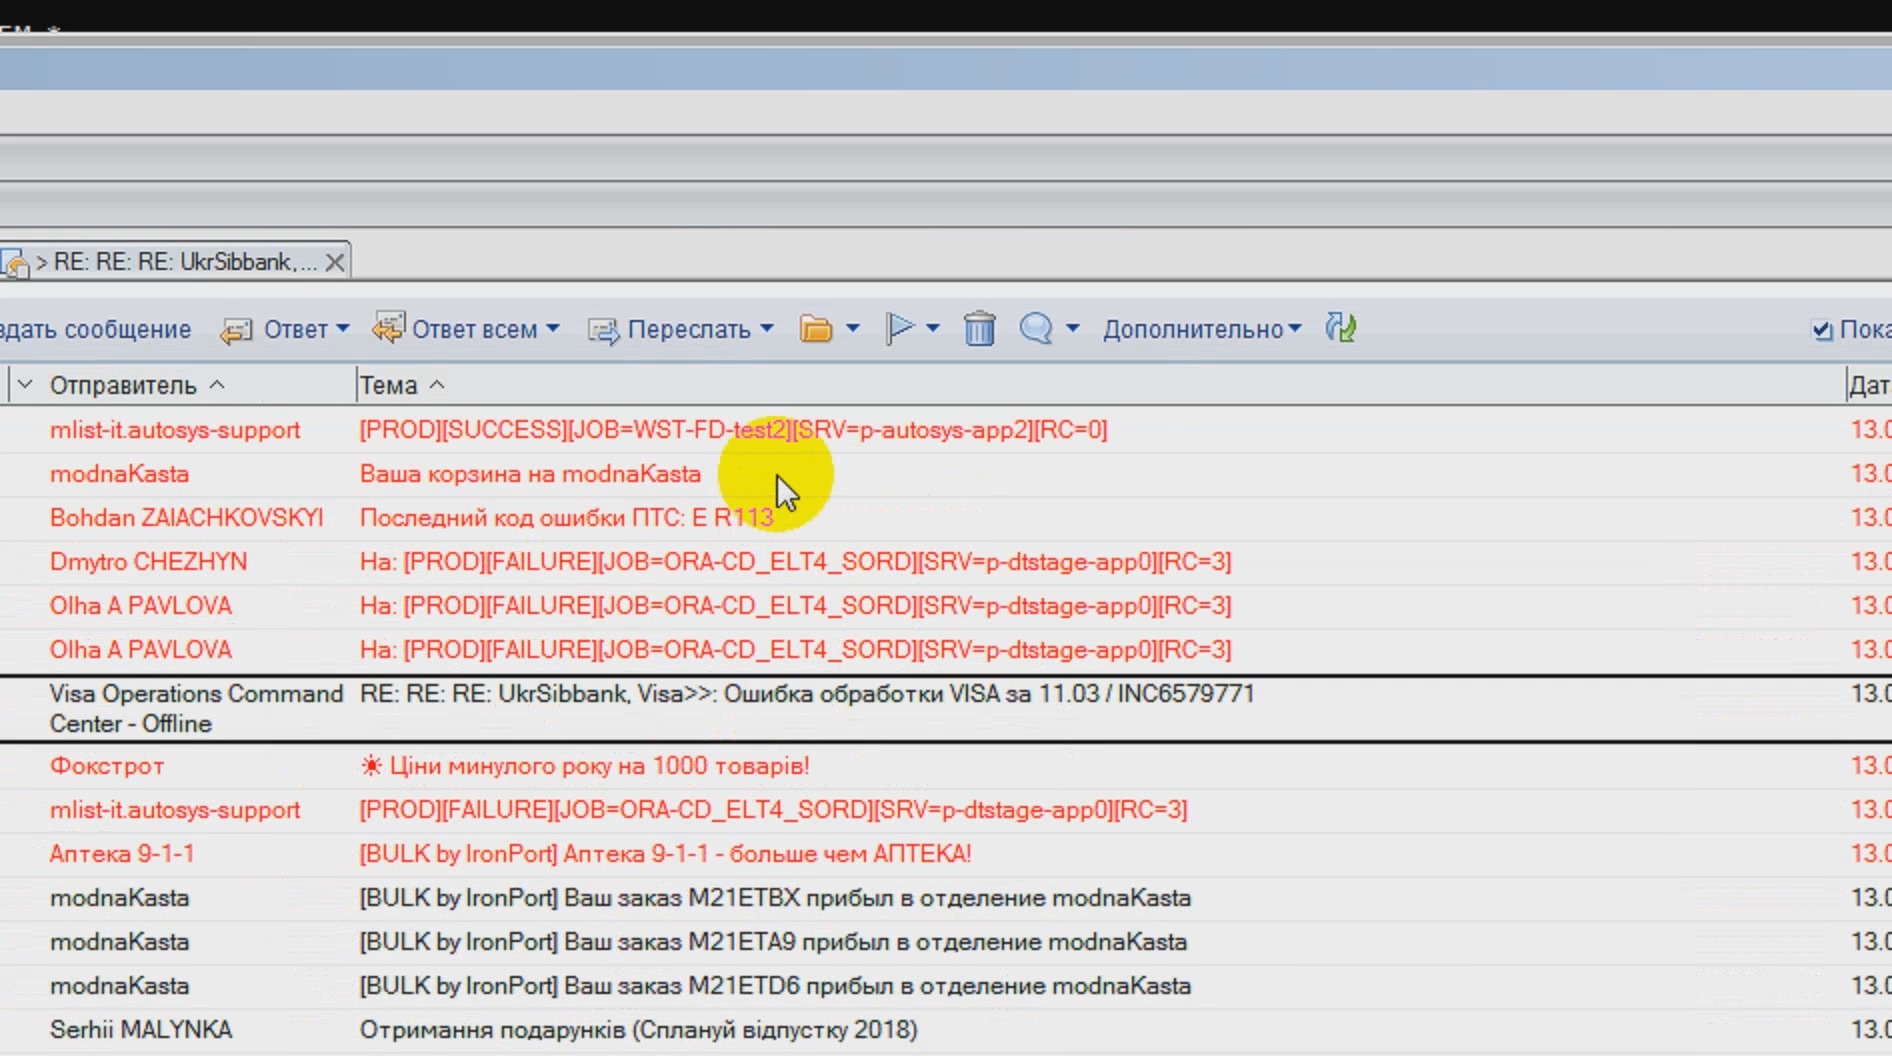 > RE: RE: RE: UkrSibbank,...
здать сообщение Ответ Ответ всем Переслать Дополнительно Пока
Отправитель Тема Дат
mlist-it.autosys-support [PROD][SUCCESS][JOB=WST-FD-test2][SRV=p-autosys-app2][RC=0] 13.0
modnaKasta Ваша корзина на modnaKasta 13.0
Bohdan ZAIACHKOVSKYI Последний код ошибки ПТС: E R113 13.0
Dmytro CHEZHYN На: [PROD][FAILURE][JOB=ORA-CD_ELT4_SORD][SRV=p-dtstage-app0][RC=3] 13.0
Olha A PAVLOVA На: [PROD][FAILURE][JOB=ORA-CD_ELT4_SORD][SRV=p-dtstage-app0][RC=3] 13.0
Olha A PAVLOVA На: [PROD][FAILURE][JOB=ORA-CD_ELT4_SORD][SRV=p-dtstage-app0][RC=3] 13.0
Visa Operations Command RE: RE: RE: UkrSibbank, Visa>>: Ошибка обработки VISA за 11.03 / INC6579771 13.0
Center - Offline
Фокстрот ☀ Ціни минулого року на 1000 товарів! 13.0
mlist-it.autosys-support [PROD][FAILURE][JOB=ORA-CD_ELT4_SORD][SRV=p-dtstage-app0][RC=3] 13.0
Аптека 9-1-1 [BULK by IronPort] Аптека 9-1-1 - больше чем АПТЕКА! 13.0
modnaKasta [BULK by IronPort] Ваш заказ M21ETBX прибыл в отделение modnaKasta 13.0
modnaKasta [BULK by IronPort] Ваш заказ M21ETA9 прибыл в отделение modnaKasta 13.0
modnaKasta [BULK by IronPort] Ваш заказ M21ETD6 прибыл в отделение modnaKasta 13.0
Serhii MALYNKA Отримання подарунків (Сплануй відпустку 2018) 13.0